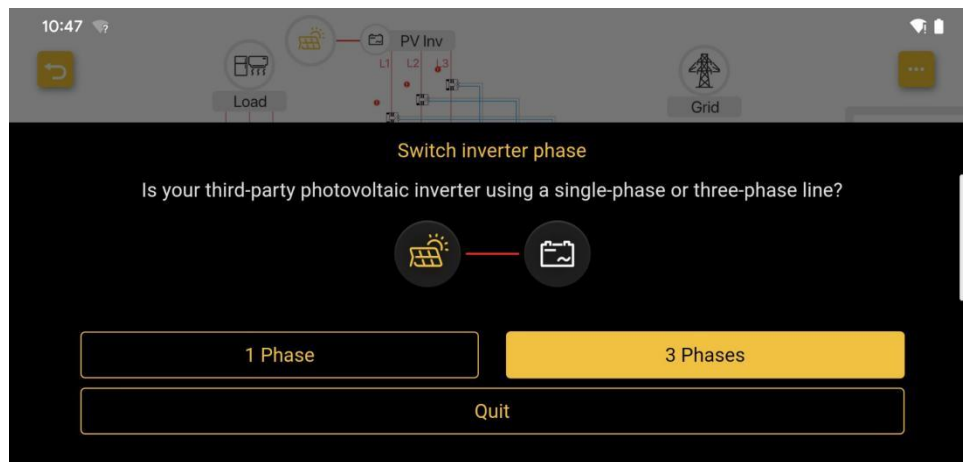 10:47
PV Inv
L1 L2 L3
Load
Grid
Switch inverter phase
Is your third-party photovoltaic inverter using a single-phase or three-phase line?
1 Phase
3 Phases
Quit